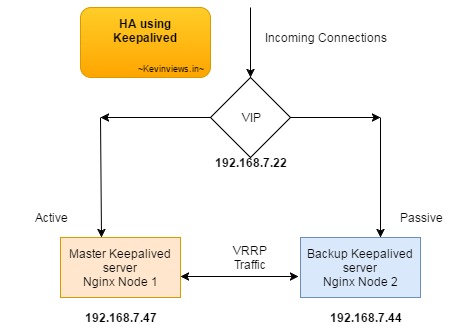 HA using
Keepalived
~Kevinviews.in~
Incoming Connections
VIP
192.168.7.22
Active
Passive
Master Keepalived
server
Nginx Node 1
VRRP
Traffic
Backup Keepalived
server
Nginx Node 2
192.168.7.47
192.168.7.44